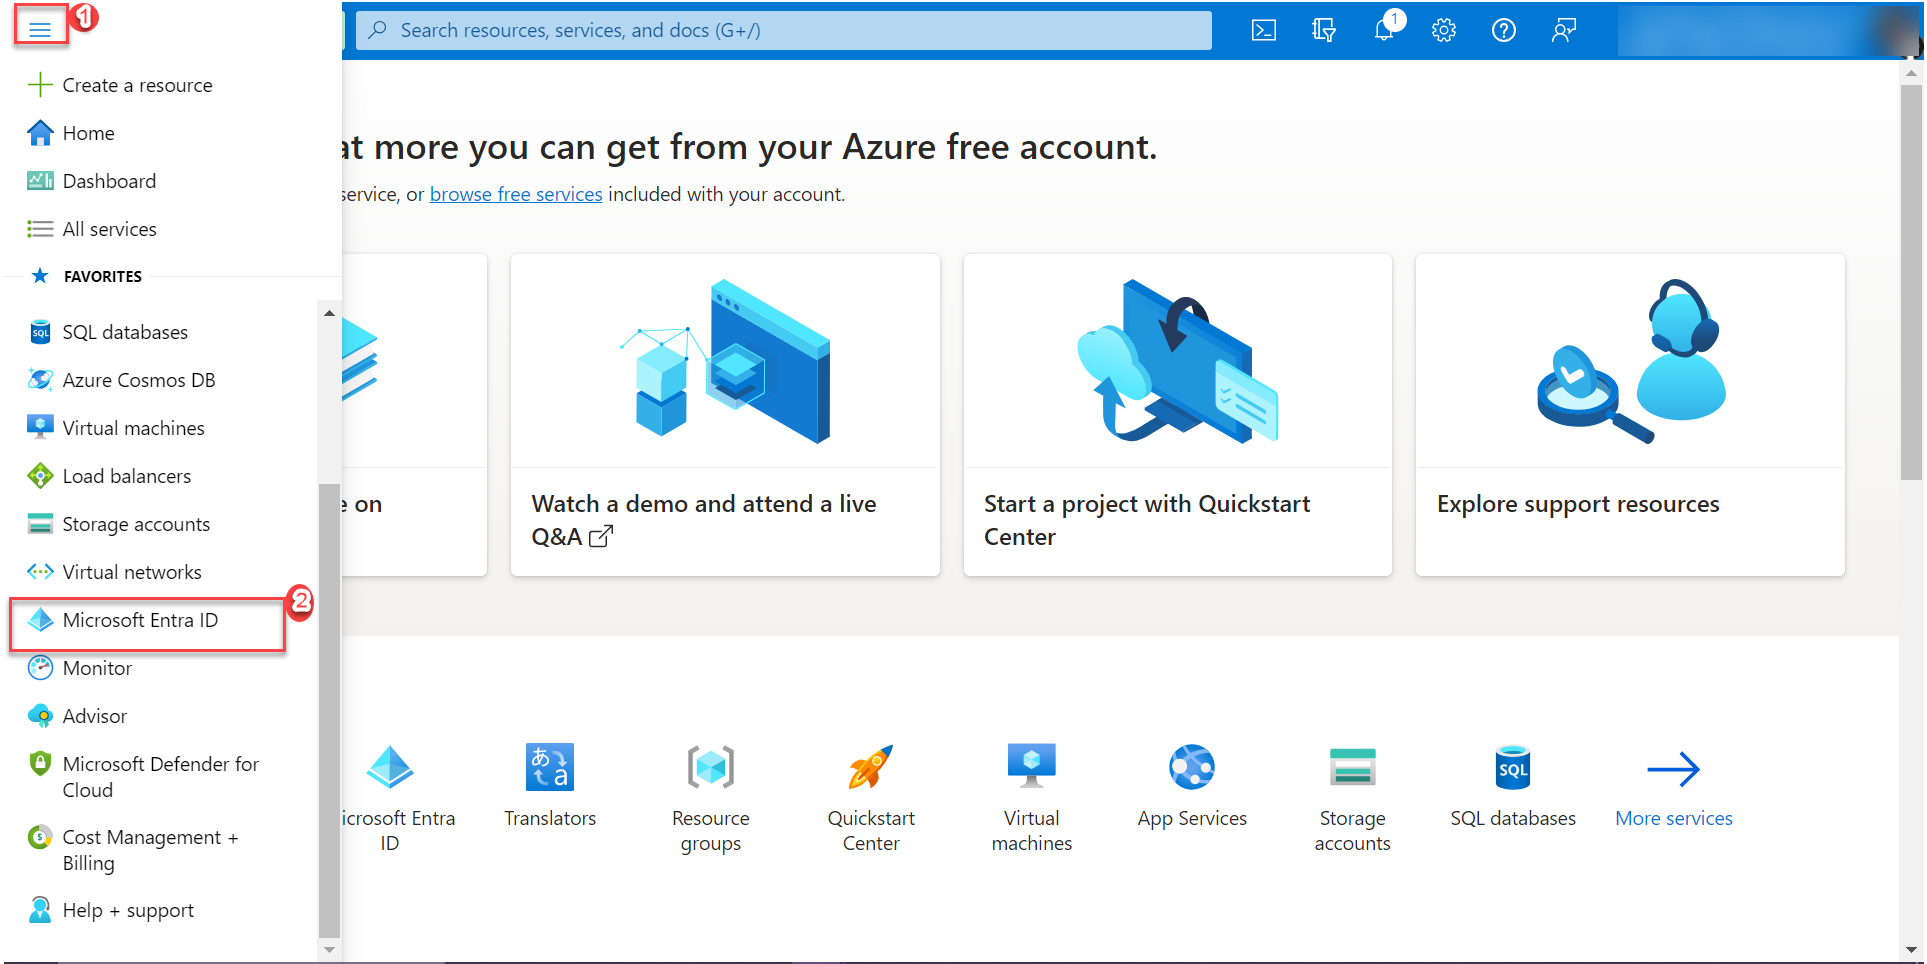 1
Search resources, services, and docs (G+/)
1
Create a resource
Home
Dashboard
All services
FAVORITES
SQL databases
Azure Cosmos DB
Virtual machines
Load balancers
Storage accounts
Virtual networks
Microsoft Entra ID
2
Monitor
Advisor
Microsoft Defender for
Cloud
Cost Management +
Billing
Help + support
at more you can get from your Azure free account.
service, or browse free services included with your account.
e on
Watch a demo and attend a live
Q&A
Start a project with Quickstart
Center
Explore support resources
icrosoft Entra
ID
Translators
Resource
groups
Quickstart
Center
Virtual
machines
App Services
Storage
accounts
SQL
SQL databases
More services